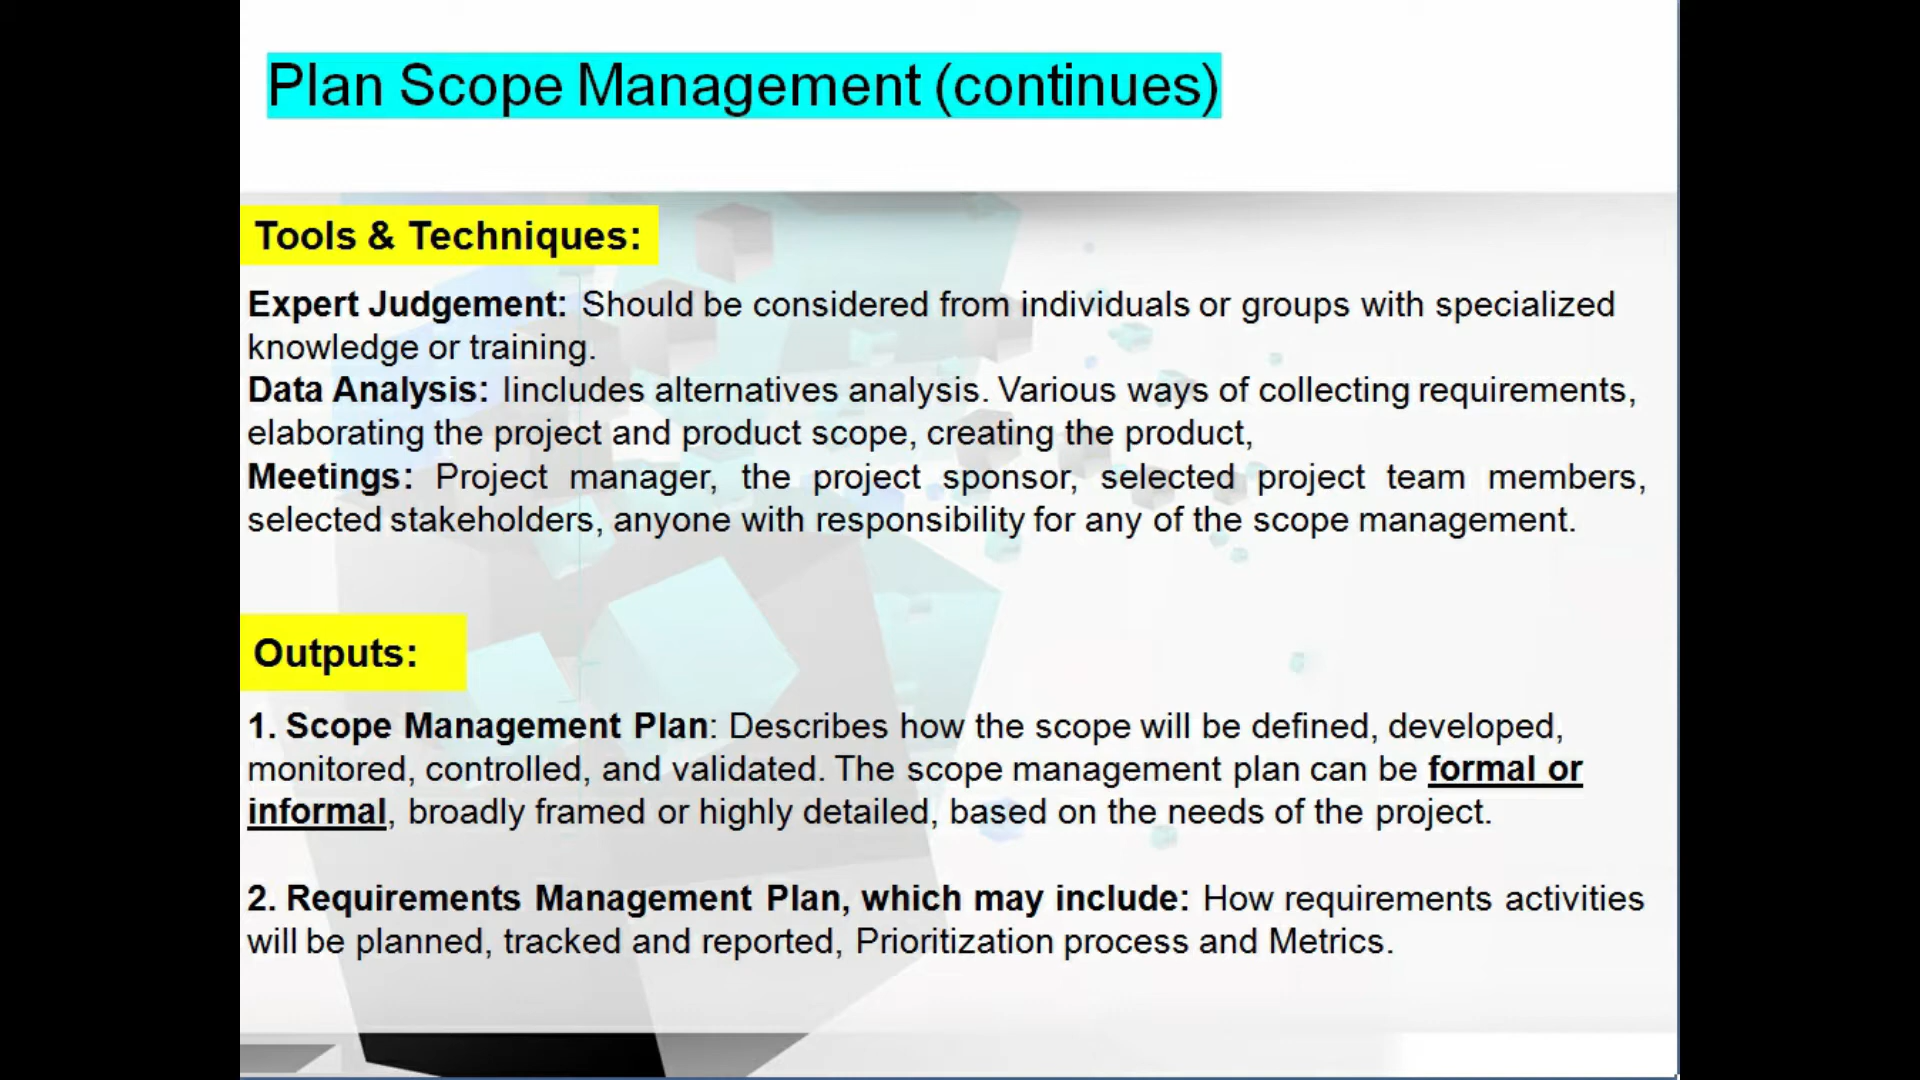 Plan Scope Management (continues)
Tools & Techniques:
Expert Judgement: Should be considered from individuals or groups with specialized
knowledge or training.
Data Analysis: Iincludes alternatives analysis. Various ways of collecting requirements,
elaborating the project and product scope, creating the product,
Meetings: Project manager, the project sponsor, selected project team members,
selected stakeholders, anyone with responsibility for any of the scope management.
Outputs:
1. Scope Management Plan: Describes how the scope will be defined, developed,
monitored, controlled, and validated. The scope management plan can be formal or
informal, broadly framed or highly detailed, based on the needs of the project.
2. Requirements Management Plan, which may include: How requirements activities
will be planned, tracked and reported, Prioritization process and Metrics.